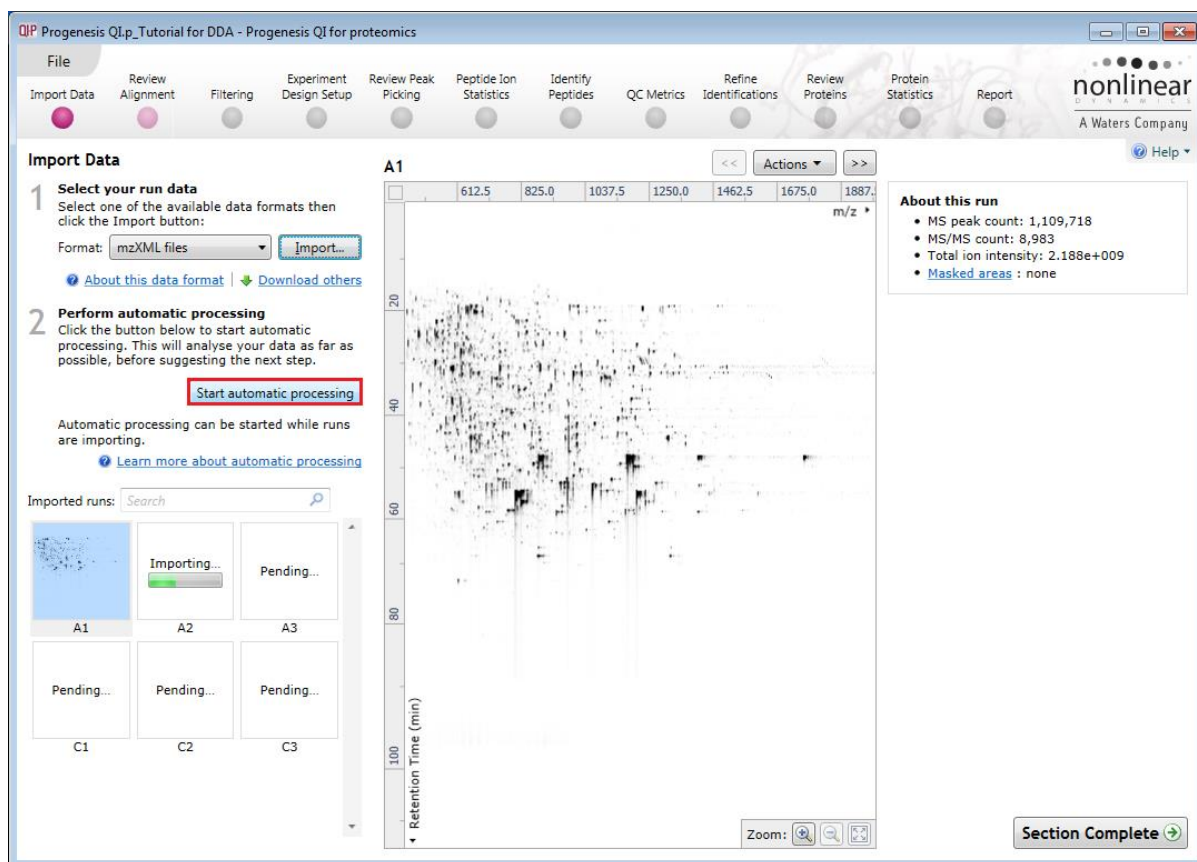 QIP Progenesis QI.p_Tutorial for DDA - Progenesis QI for proteomics
File
Import Data
Review Alignment
Filtering
Experiment Design Setup
Review Peak Picking
Peptide Ion Statistics
Identify Peptides
QC Metrics
Refine Identifications
Review Proteins
Protein Statistics
Report
nonlinear
DYNAMICS
A Waters Company
Help
Import Data
1 Select your run data
Select one of the available data formats then
click the Import button:
Format: mzXML files Import...
About this data format | Download others
2 Perform automatic processing
Click the button below to start automatic
processing. This will analyse your data as far as
possible, before suggesting the next step.
Start automatic processing
Automatic processing can be started while runs
are importing.
Learn more about automatic processing
Imported runs: Search
Importing...
Pending...
A1 A2 A3
Pending... Pending... Pending...
C1 C2 C3
A1
<< Actions >>
612.5 825.0 1037.5 1250.0 1462.5 1675.0 1887.
m/z
20
40
60
80
100
Retention Time (min)
Zoom:
About this run
• MS peak count: 1,109,718
• MS/MS count: 8,983
• Total ion intensity: 2.188e+009
• Masked areas : none
Section Complete